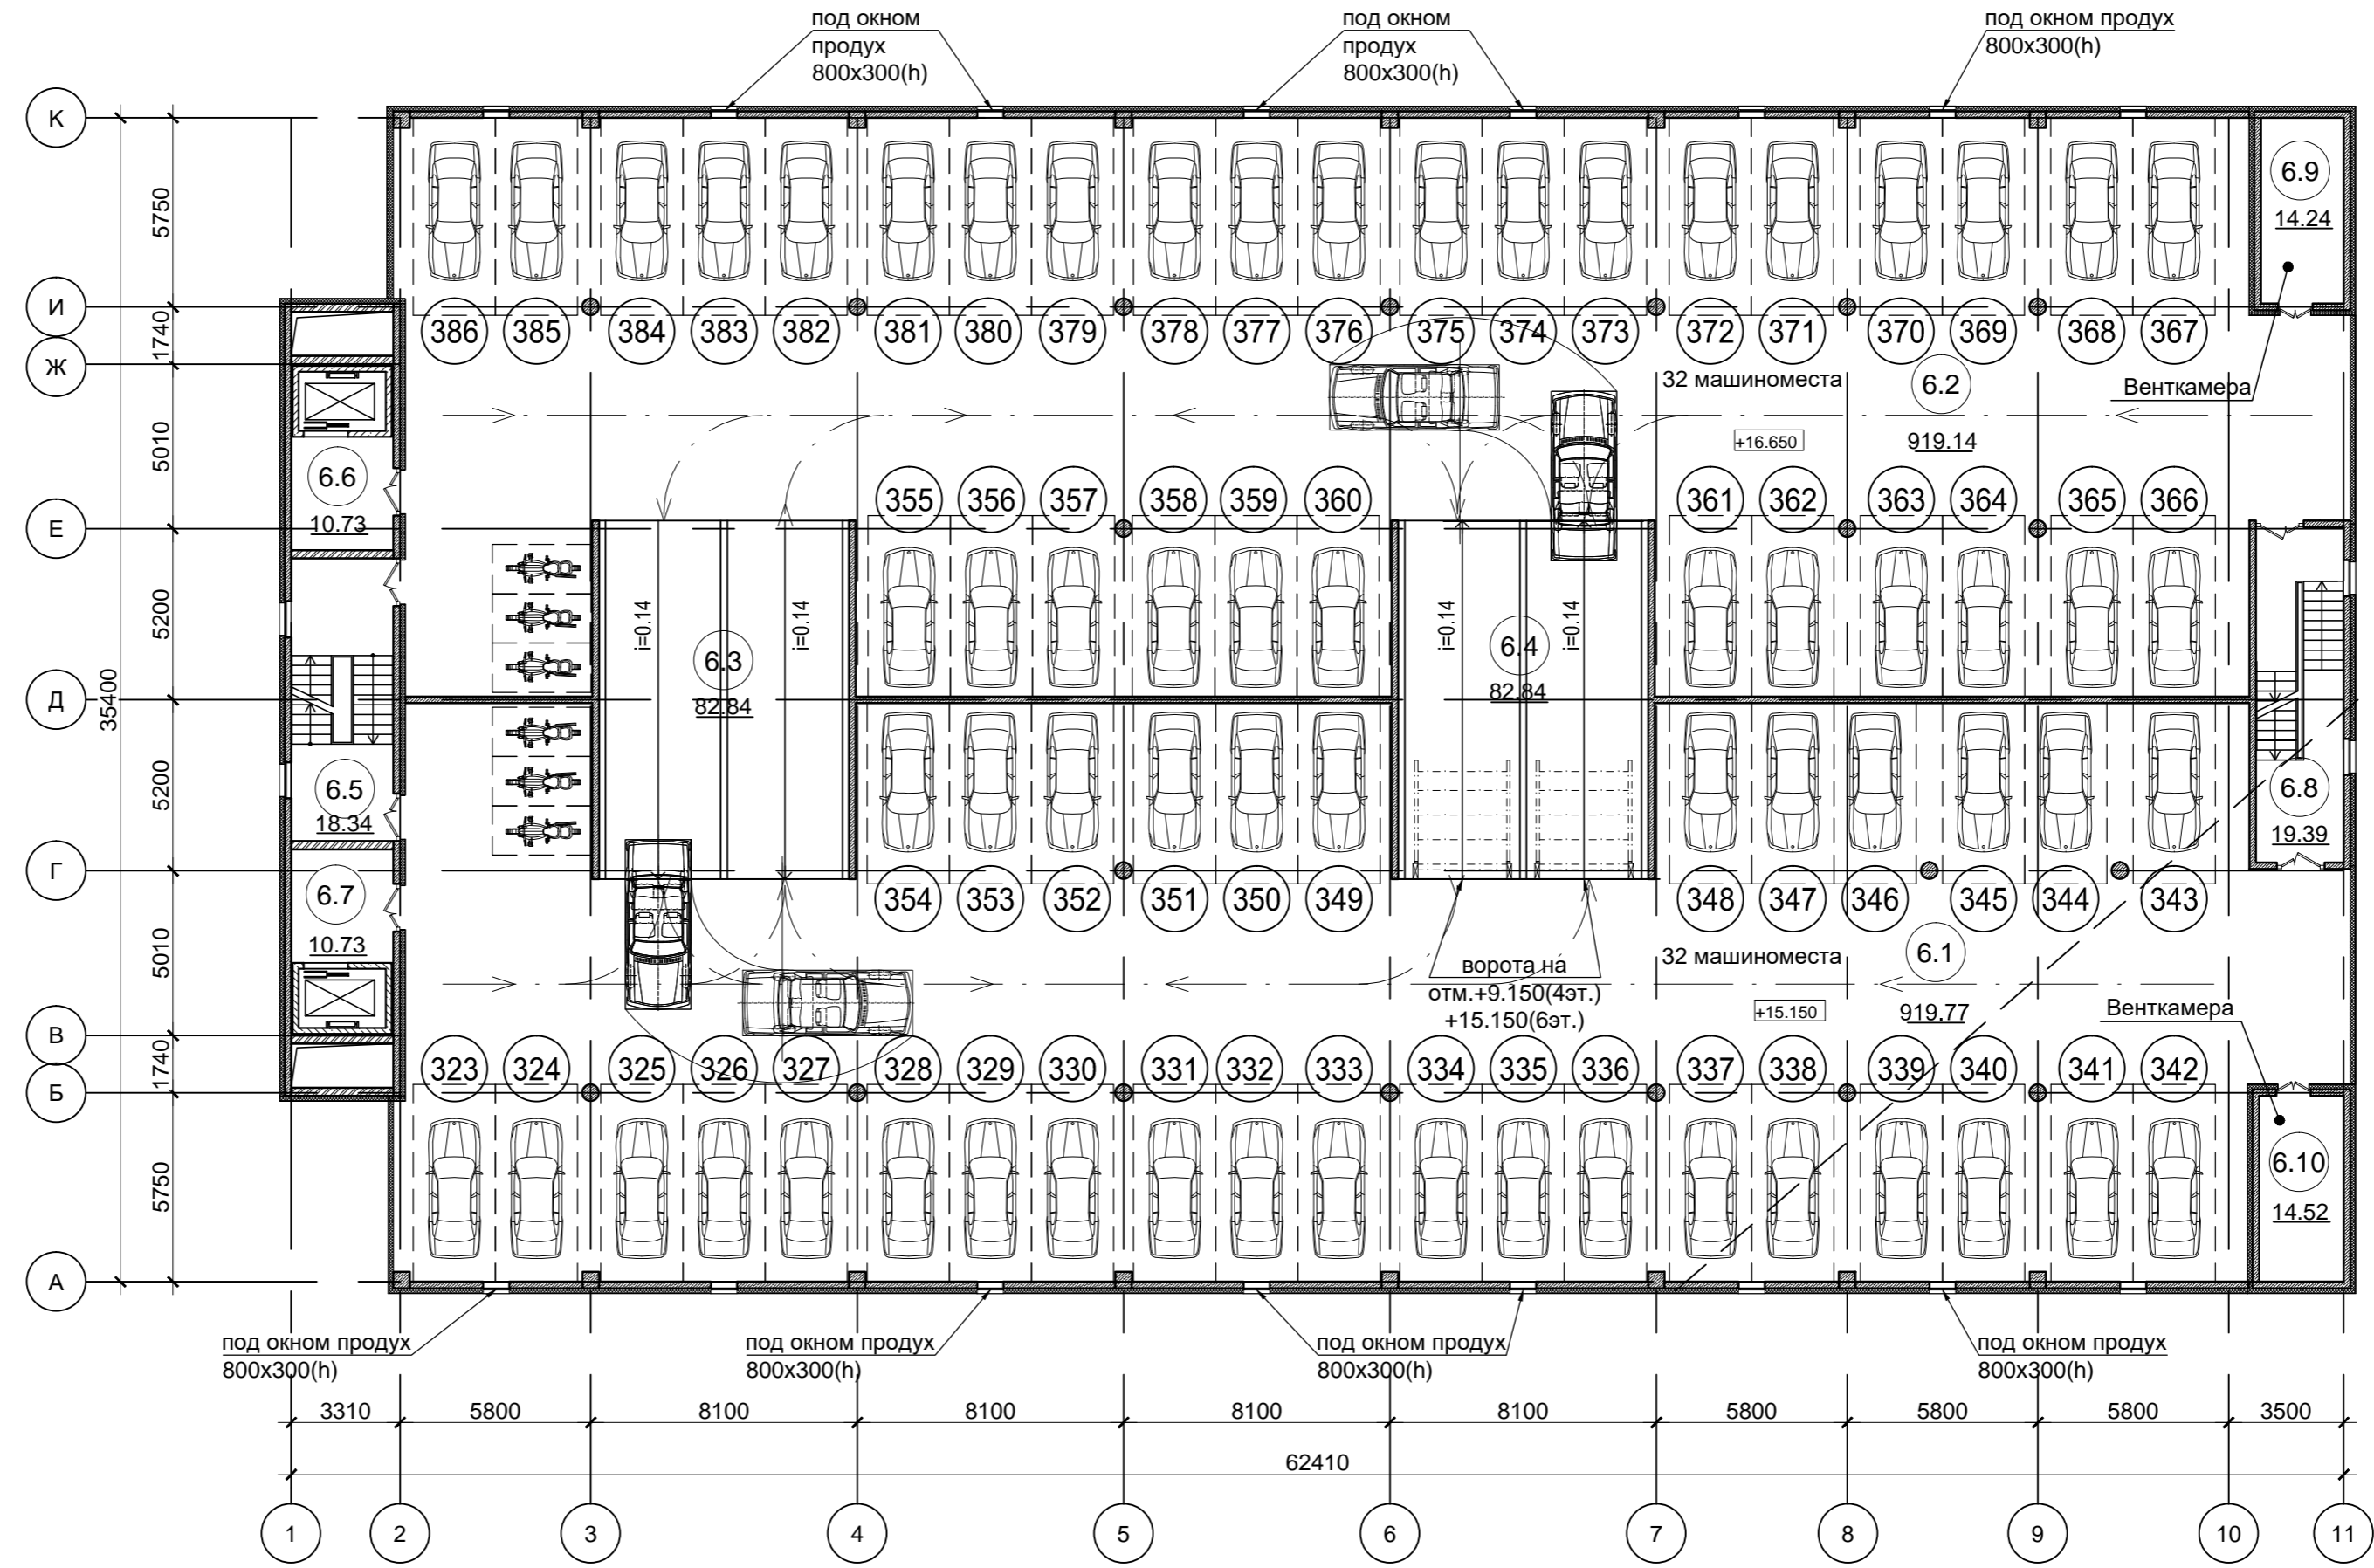 под окном
продух
800х300(h)
под окном
продух
800х300(h)
под окном продух
800х300(h)
К
И
Ж
Е
Д
Г
В
Б
А
35400
5750
1740
5010
5200
5200
5010
1740
5750
386 385 384 383 382 381 380 379 378 377 376 375 374 373 372 371 370 369 368 367
6.9
14.24
32 машиноместа
6.2
Венткамера
+16.650
919.14
6.6
10.73
355 356 357 358 359 360 361 362 363 364 365 366
i=0.14
6.3
82.84
i=0.14
i=0.14
6.4
82.84
i=0.14
6.5
18.34
6.8
19.39
354 353 352 351 350 349 348 347 346 345 344 343
6.7
10.73
ворота на
отм.+9.150(4эт.)
+15.150(6эт.)
32 машиноместа
6.1
+15.150
919.77
Венткамера
323 324 325 326 327 328 329 330 331 332 333 334 335 336 337 338 339 340 341 342
6.10
14.52
под окном продух
800х300(h)
под окном продух
800х300(h)
под окном продух
800х300(h)
под окном продух
800х300(h)
3310 5800 8100 8100 8100 8100 5800 5800 5800 3500
62410
1 2 3 4 5 6 7 8 9 10 11